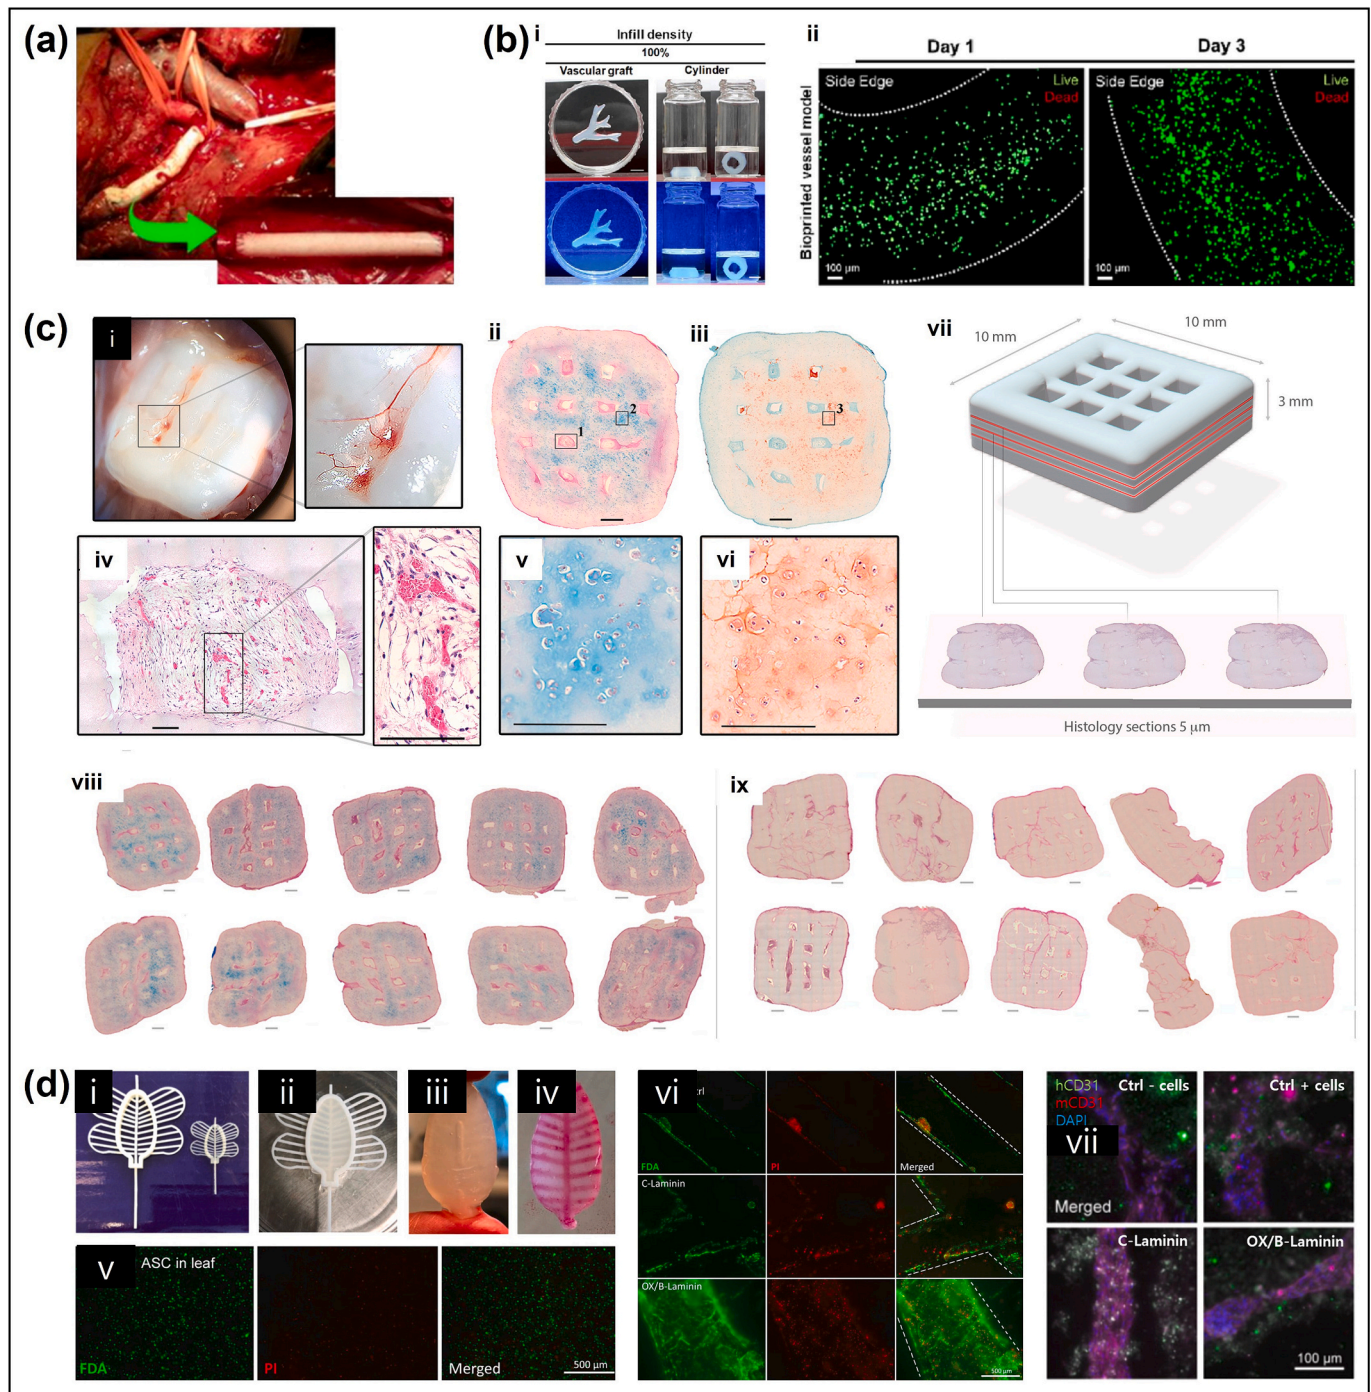 (a)
(b)
i
Infill density
100%
Vascular graft
Cylinder
ii
Day 1
Day 3
Bioprinted vessel model
Side Edge
Live
Dead
100 µm
Side Edge
Live
Dead
100 µm
(c)
i
ii
1
2
iii
3
iv
v
vi
vii
10 mm
10 mm
3 mm
Histology sections 5 µm
viii
ix
(d)
i
ii
iii
iv
v
ASC in leaf
FDA
PI
Merged
500 µm
vi
FDA
PI
Merged
C-Laminin
OX/B-Laminin
500 µm
hCD31
mCD31
DAPI
vii
Merged
Ctrl - cells
Ctrl + cells
C-Laminin
OX/B-Laminin
100 µm